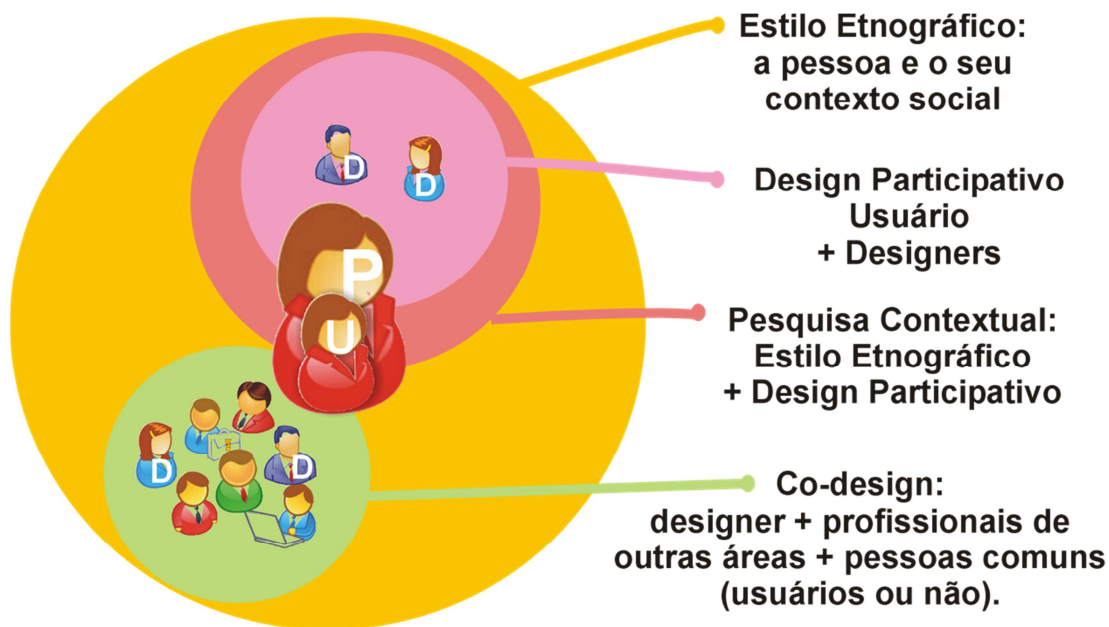 Estilo Etnográfico:
a pessoa e o seu
contexto social
D
D
Design Participativo
Usuário
+ Designers
P
U
Pesquisa Contextual:
Estilo Etnográfico
+ Design Participativo
D
D
Co-design:
designer + profissionais de
outras áreas + pessoas comuns
(usuários ou não).